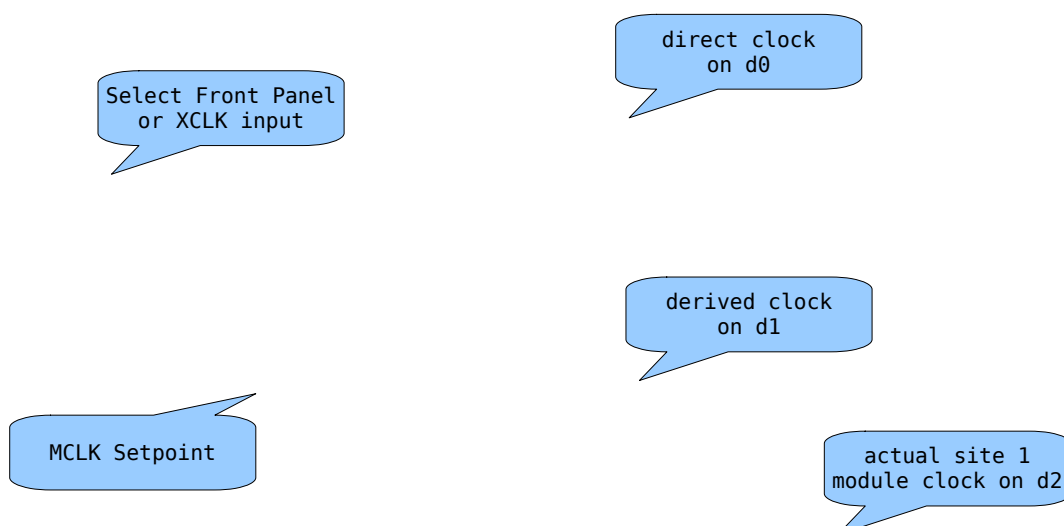 direct clock
on d0
Select Front Panel
or XCLK input
derived clock
on d1
MCLK Setpoint
actual site 1
module clock on d2